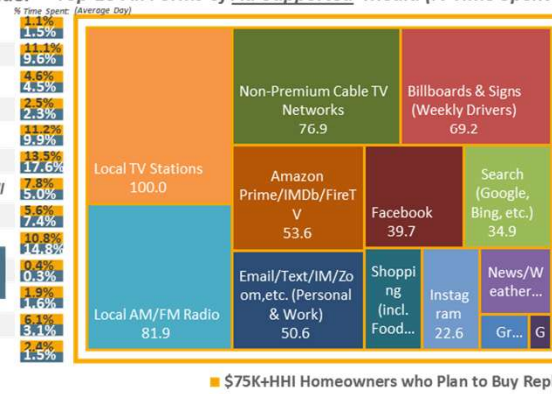 % Time Spent: (Average Day)
1.1%
1.5%
11.1%
9.6%
4.6%
4.5%
2.5%
2.3%
11.2%
9.9%
13.5%
17.6%
7.8%
5.0%
5.6%
7.4%
10.8%
14.8%
0.4%
0.3%
1.9%
1.6%
6.1%
3.1%
2.4%
1.5%
Local TV Stations
100.0
Local AM/FM Radio
81.9
Non-Premium Cable TV
Networks
76.9
Billboards & Signs
(Weekly Drivers)
69.2
Amazon
Prime/IMDb/FireT
V
53.6
Facebook
39.7
Search
(Google,
Bing, etc.)
34.9
Email/Text/IM/Zo
om,etc. (Personal
& Work)
50.6
Shoppi
ng
(incl.
Food...
Instag
ram
22.6
News/W
eather...
Gr...
G
$75K+HHI Homeowners who Plan to Buy Repl